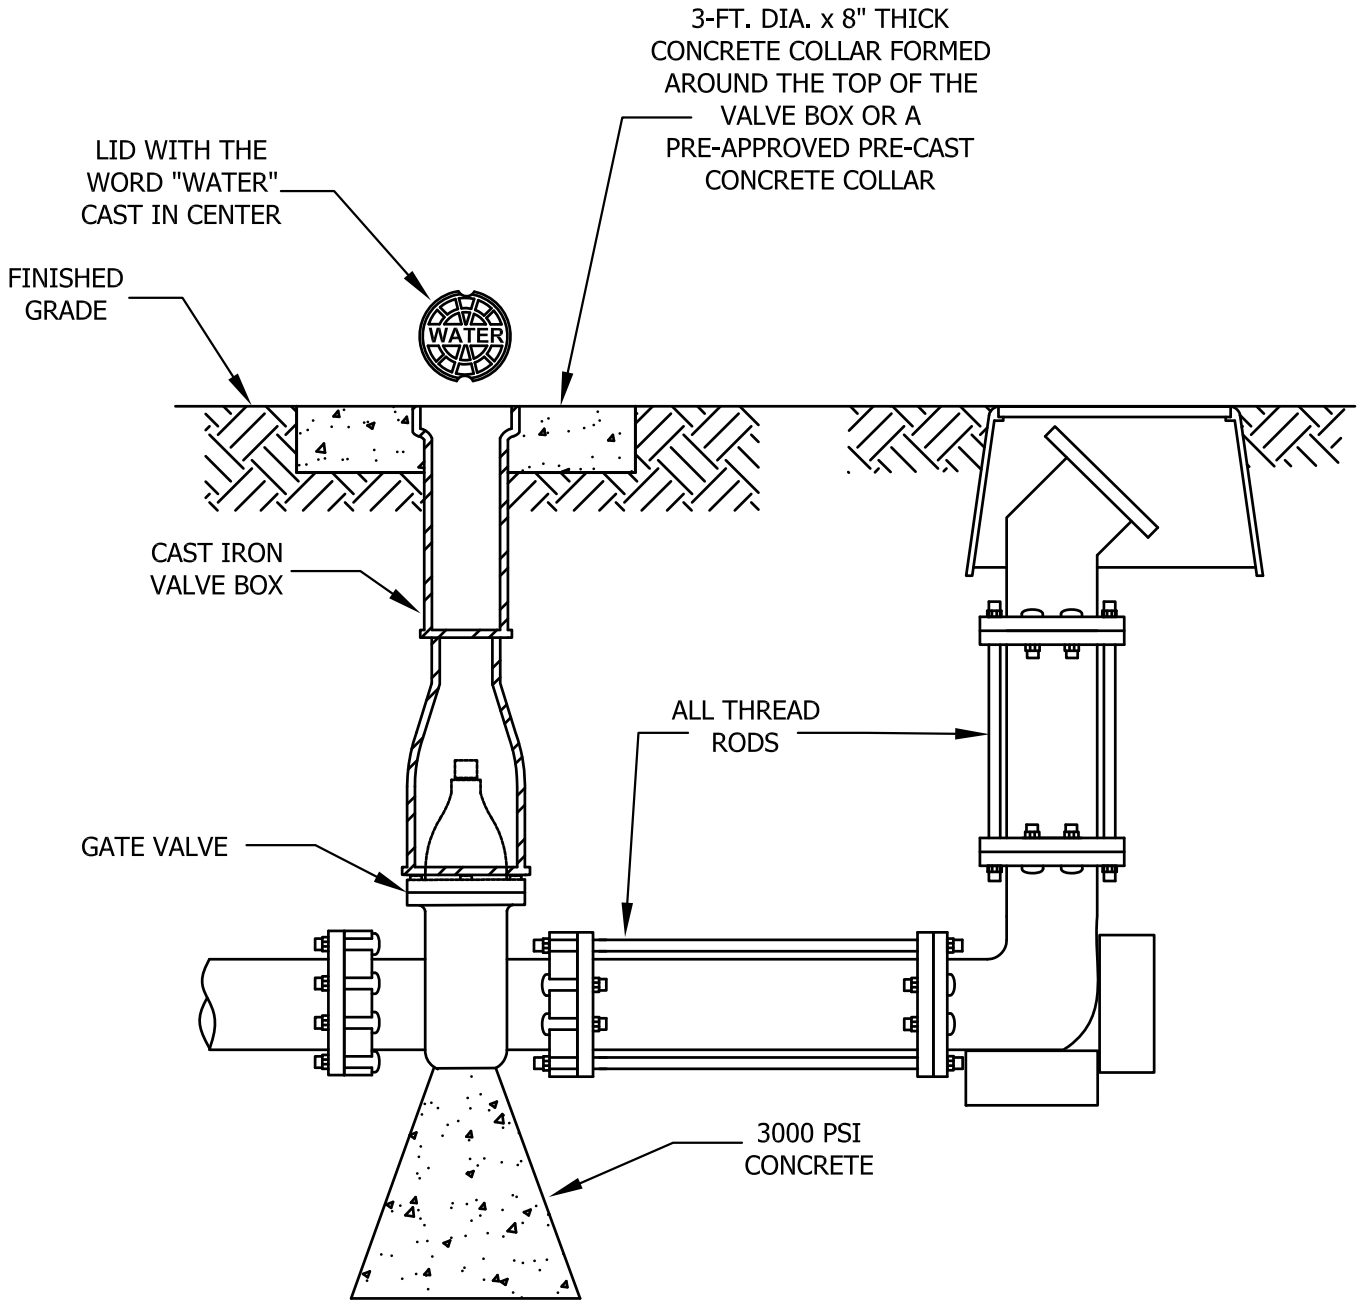 3-FT. DIA. x 8" THICK
CONCRETE COLLAR FORMED
AROUND THE TOP OF THE
VALVE BOX OR A
PRE-APPROVED PRE-CAST
CONCRETE COLLAR
LID WITH THE
WORD "WATER"
CAST IN CENTER
FINISHED
GRADE
WATER
CAST IRON
VALVE BOX
ALL THREAD
RODS
GATE VALVE
3000 PSI
CONCRETE